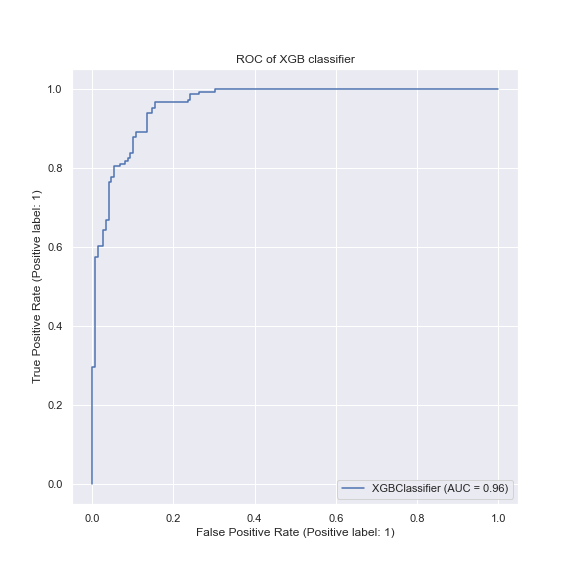 ROC of XGB classifier
1.0
0.8
0.6
0.4
0.2
0.0
True Positive Rate (Positive label: 1)
0.0 0.2 0.4 0.6 0.8 1.0
False Positive Rate (Positive label: 1)
XGBClassifier (AUC = 0.96)